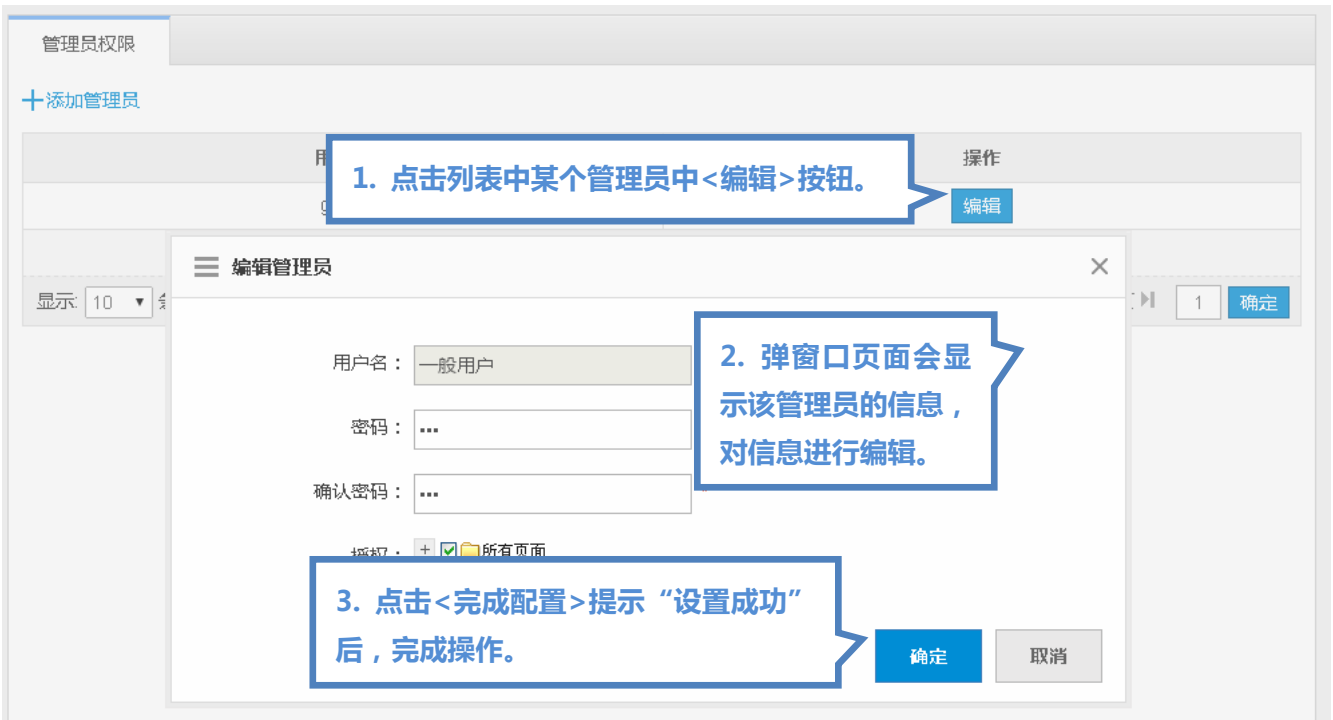 管理员权限
添加管理员
操作
1. 点击列表中某个管理员中<编辑>按钮。
编辑
编辑管理员
显示: 10
1 确定
用户名： 一般用户
2. 弹窗口页面会显
示该管理员的信息，
对信息进行编辑。
密码： •••
确认密码： •••
授权： + 所有页面
3. 点击<完成配置>提示“设置成功”
后，完成操作。
确定 取消